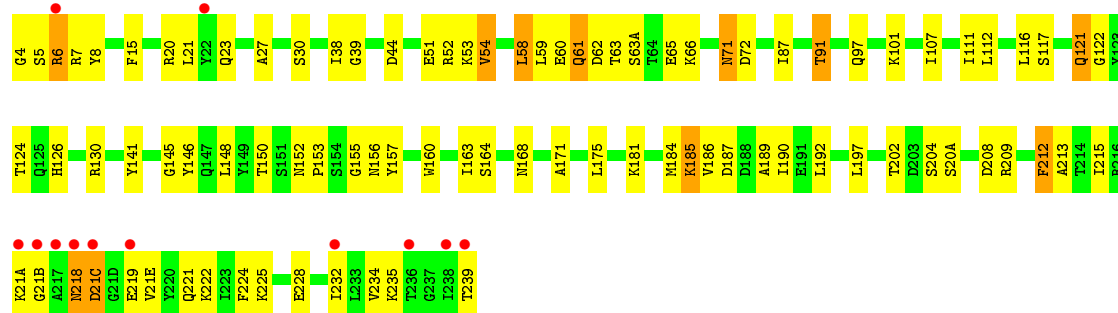 G4 S5 R6 R7 Y8 F15 R20 L21 Y22 Q23 A27 S30 I38 G39 D44 E51 R52 K53 V54 L58 L59 E60 Q61 D62 T63 S63A T64 E65 K66 N71 D72 I87 T91 Q97 K101 I107 I111 L112 L116 S117 Q121 G122 Y123
T124 Q125 H126 R130 Y141 G145 Y146 Q147 L148 Y149 T150 S151 N152 P153 S154 G155 N156 Y157 W160 I163 S164 N168 A171 L175 K181 M184 K185 V186 D187 D188 A189 I190 E191 L192 L197 T202 D203 S204 S20A D208 R209 F212 A213 T214 I215
K21A G21B A217 N218 D21C G21D E219 V21E Y220 Q221 K222 I223 F224 K225 E228 I232 L233 V234 K235 T236 G237 I238 T239